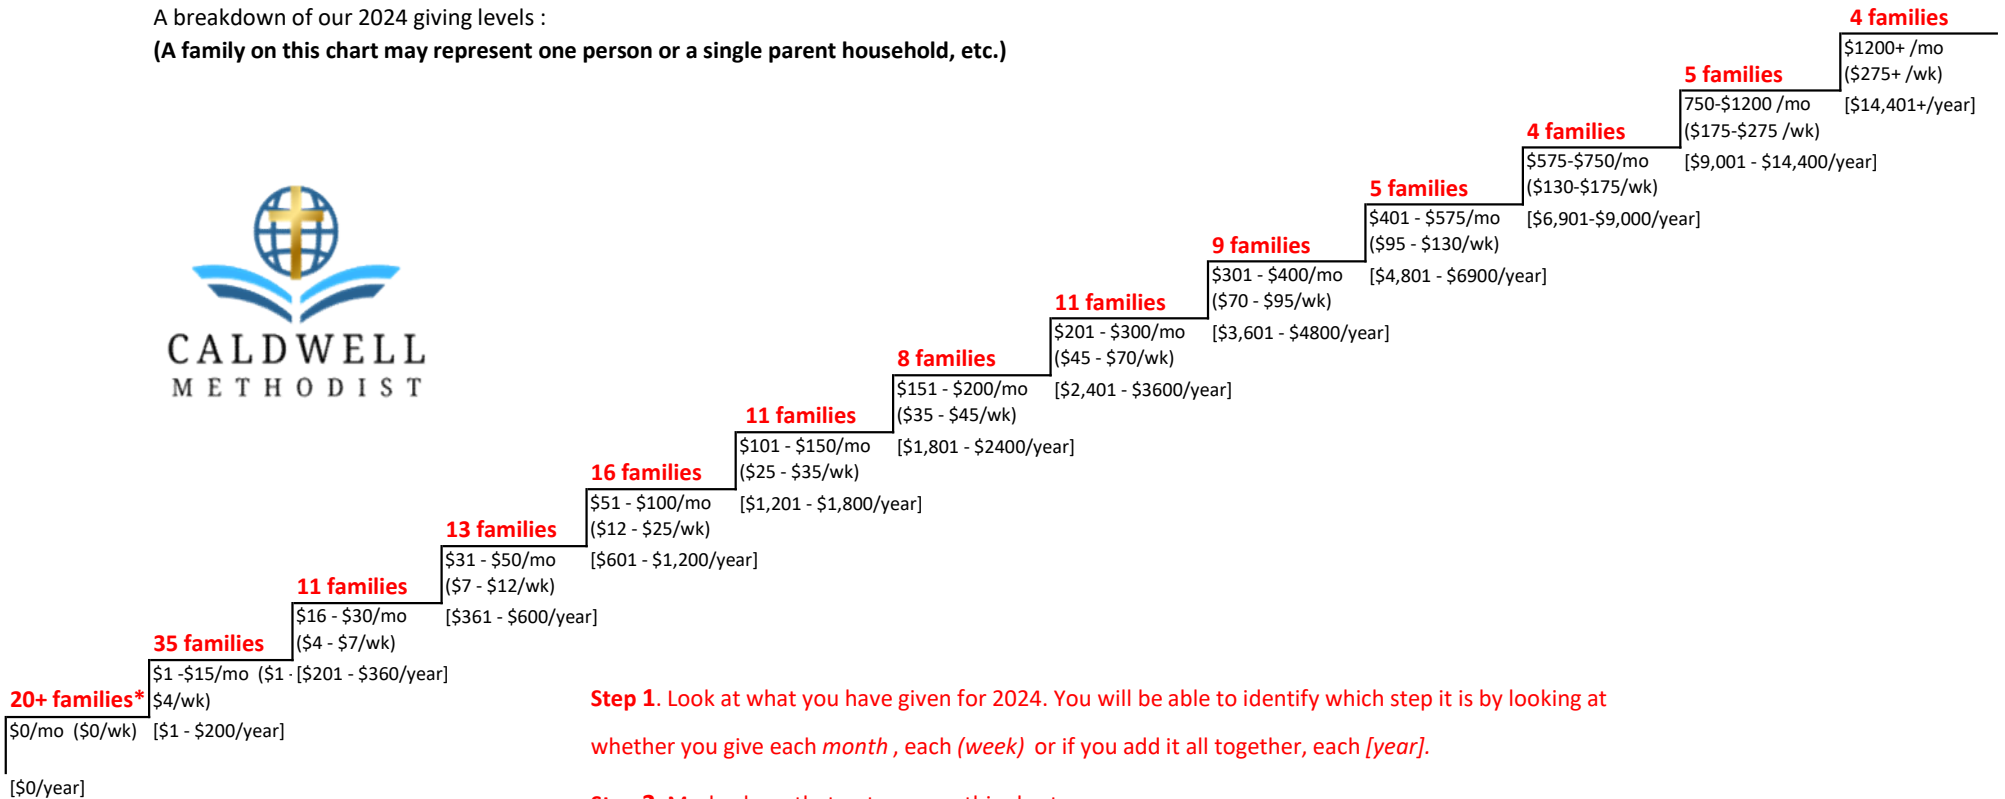 A breakdown of our 2024 giving levels :
(A family on this chart may represent one person or a single parent household, etc.)
CALDWELL
METHODIST
4 families
$1200+ /mo
($275+ /wk)
[$14,401+/year]
5 families
750-$1200 /mo
($175-$275 /wk)
[$9,001 - $14,400/year]
4 families
$575-$750/mo
($130-$175/wk)
[$6,901-$9,000/year]
5 families
$401 - $575/mo
($95 - $130/wk)
[$4,801 - $6900/year]
9 families
$301 - $400/mo
($70 - $95/wk)
[$3,601 - $4800/year]
11 families
$201 - $300/mo
($45 - $70/wk)
[$2,401 - $3600/year]
8 families
$151 - $200/mo
($35 - $45/wk)
[$1,801 - $2400/year]
11 families
$101 - $150/mo
($25 - $35/wk)
[$1,201 - $1,800/year]
16 families
$51 - $100/mo
($12 - $25/wk)
[$601 - $1,200/year]
13 families
$31 - $50/mo
($7 - $12/wk)
[$361 - $600/year]
11 families
$16 - $30/mo
($4 - $7/wk)
[$201 - $360/year]
35 families
$1 -$15/mo ($1 -
$4/wk)
[$1 - $200/year]
20+ families*
$0/mo ($0/wk)
[$0/year]
Step 1. Look at what you have given for 2024. You will be able to identify which step it is by looking at
whether you give each month , each (week) or if you add it all together, each [year].